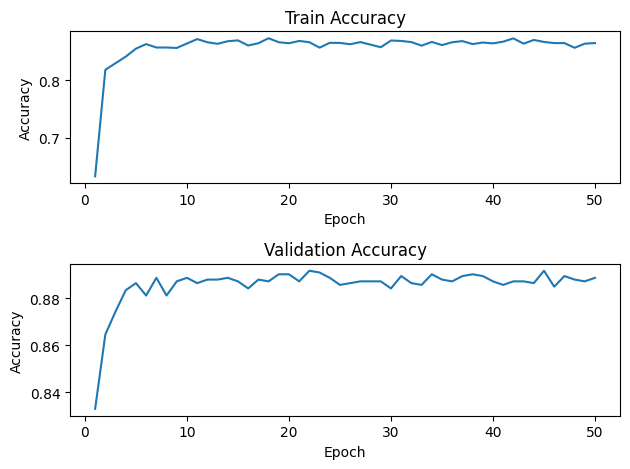 Train Accuracy
Accuracy
0.8
0.7
0 10 20 30 40 50
Epoch
Validation Accuracy
Accuracy
0.88
0.86
0.84
0 10 20 30 40 50
Epoch